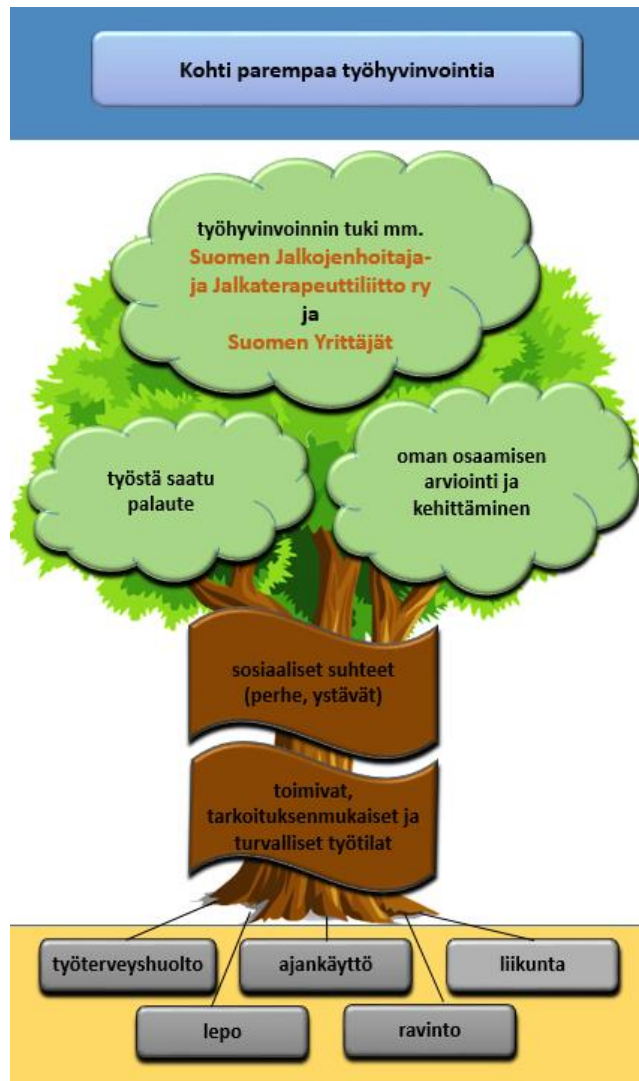 Kohti parempaa työhyvinvointia
työhyvinvoinnin tuki mm.
Suomen Jalkojenhoitaja-
ja Jalkaterapeuttiliitto ry
ja
Suomen Yrittäjät
työstä saatu
palaute
oman osaamisen
arviointi ja
kehittäminen
sosiaaliset suhteet
(perhe, ystävät)
toimivat,
tarkoituksenmukaiset ja
turvalliset työtilat
työterveyshuolto
ajankäyttö
liikunta
lepo
ravinto